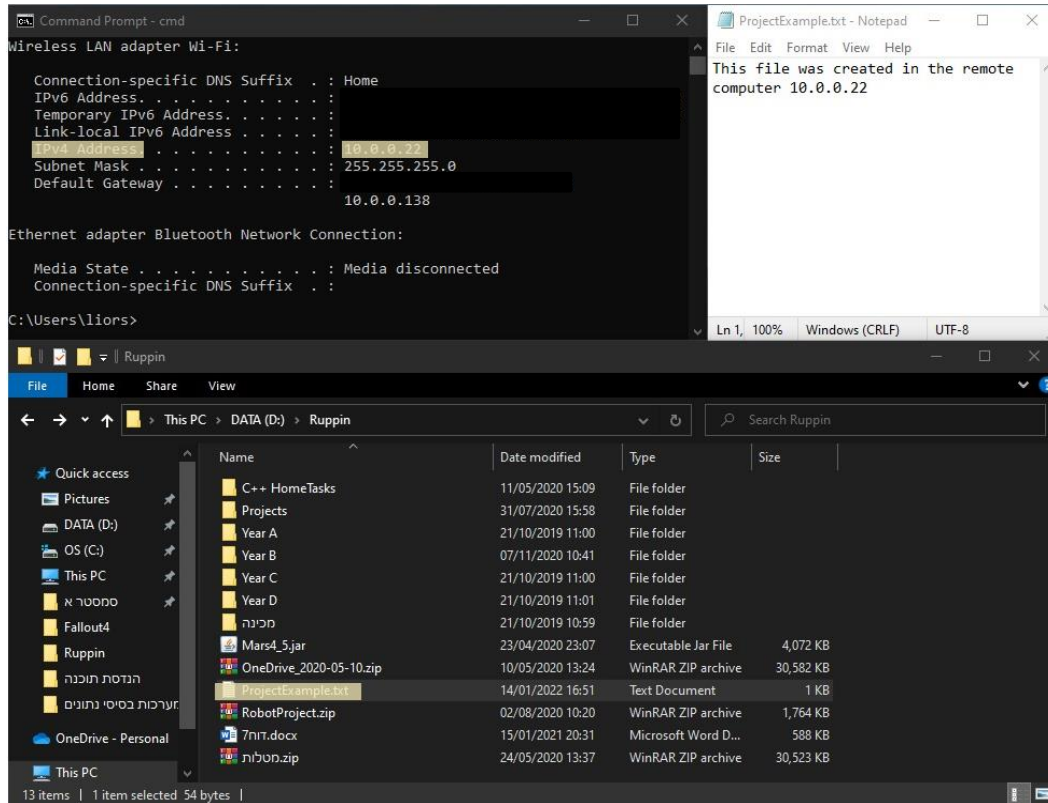 Command Prompt - cmd
Wireless LAN adapter Wi-Fi:
Connection-specific DNS Suffix . : Home
IPv6 Address. . . . . . . . . . . :
Temporary IPv6 Address. . . . . . :
Link-local IPv6 Address . . . . . :
IPv4 Address. . . . . . . . . . . : 10.0.0.22
Subnet Mask . . . . . . . . . . . : 255.255.255.0
Default Gateway . . . . . . . . . :
10.0.0.138
Ethernet adapter Bluetooth Network Connection:
Media State . . . . . . . . . . . : Media disconnected
Connection-specific DNS Suffix . :
C:\Users\liors>
ProjectExample.txt - Notepad
File Edit Format View Help
This file was created in the remote
computer 10.0.0.22
Ln 1, 100% Windows (CRLF) UTF-8
Ruppin
File Home Share View
This PC > DATA (D:) > Ruppin
Search Ruppin
Quick access
Pictures
DATA (D:)
OS (C:)
This PC
סמסטר א
Fallout4
Ruppin
הנדסת תוכנה
מערכות בסיסי נתונים
OneDrive - Personal
This PC
Name Date modified Type Size
C++ HomeTasks 11/05/2020 15:09 File folder
Projects 31/07/2020 15:58 File folder
Year A 21/10/2019 11:00 File folder
Year B 07/11/2020 10:41 File folder
Year C 21/10/2019 11:00 File folder
Year D 21/10/2019 11:01 File folder
מכינה 21/10/2019 10:59 File folder
Mars4_5.jar 23/04/2020 23:07 Executable Jar File 4,072 KB
OneDrive_2020-05-10.zip 10/05/2020 13:24 WinRAR ZIP archive 30,582 KB
ProjectExample.txt 14/01/2022 16:51 Text Document 1 KB
RobotProject.zip 02/08/2020 10:20 WinRAR ZIP archive 1,764 KB
דוח7.docx 15/01/2021 20:31 Microsoft Word D... 588 KB
מטלות.zip 24/05/2020 13:37 WinRAR ZIP archive 30,523 KB
13 items | 1 item selected 54 bytes |